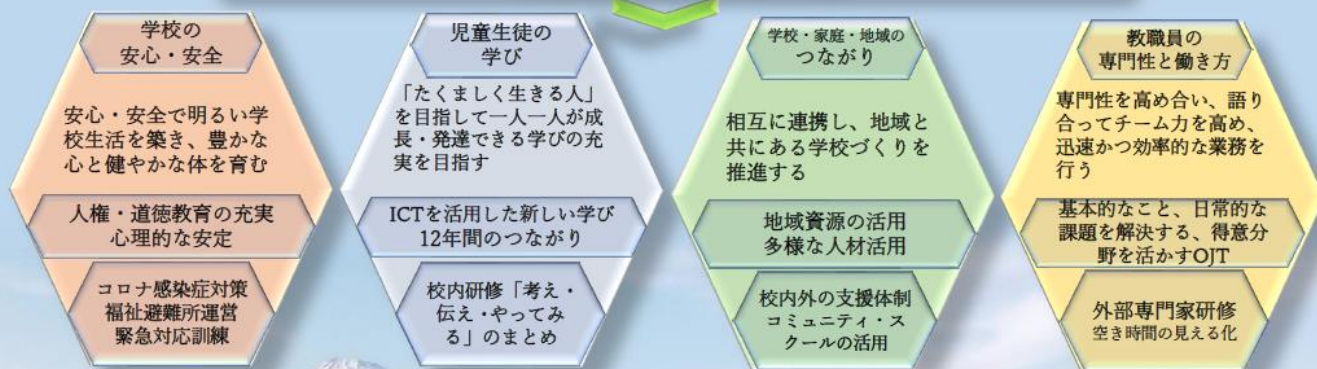 学校の
安心・安全
安心・安全で明るい学
校生活を築き、豊かな
心と健やかな体を育む
人権・道徳教育の充実
心理的な安定
コロナ感染症対策
福祉避難所運営
緊急対応訓練
児童生徒の
学び
「たくましく生きる人」
を目指して一人一人が成
長・発達できる学びの充
実を目指す
ICTを活用した新しい学び
12年間のつながり
校内研修「考え・
伝え・やってみ
る」のまとめ
学校・家庭・地域の
つながり
相互に連携し、地域と
共にある学校づくりを
推進する
地域資源の活用
多様な人材活用
校内外の支援体制
コミュニティ・ス
クールの活用
教職員の
専門性と働き方
専門性を高め合い、語り
合ってチーム力を高め、
迅速かつ効率的な業務を
行う
基本的なこと、日常的な
課題を解決する、得意分
野を活かすOJT
外部専門家研修
空き時間の見える化